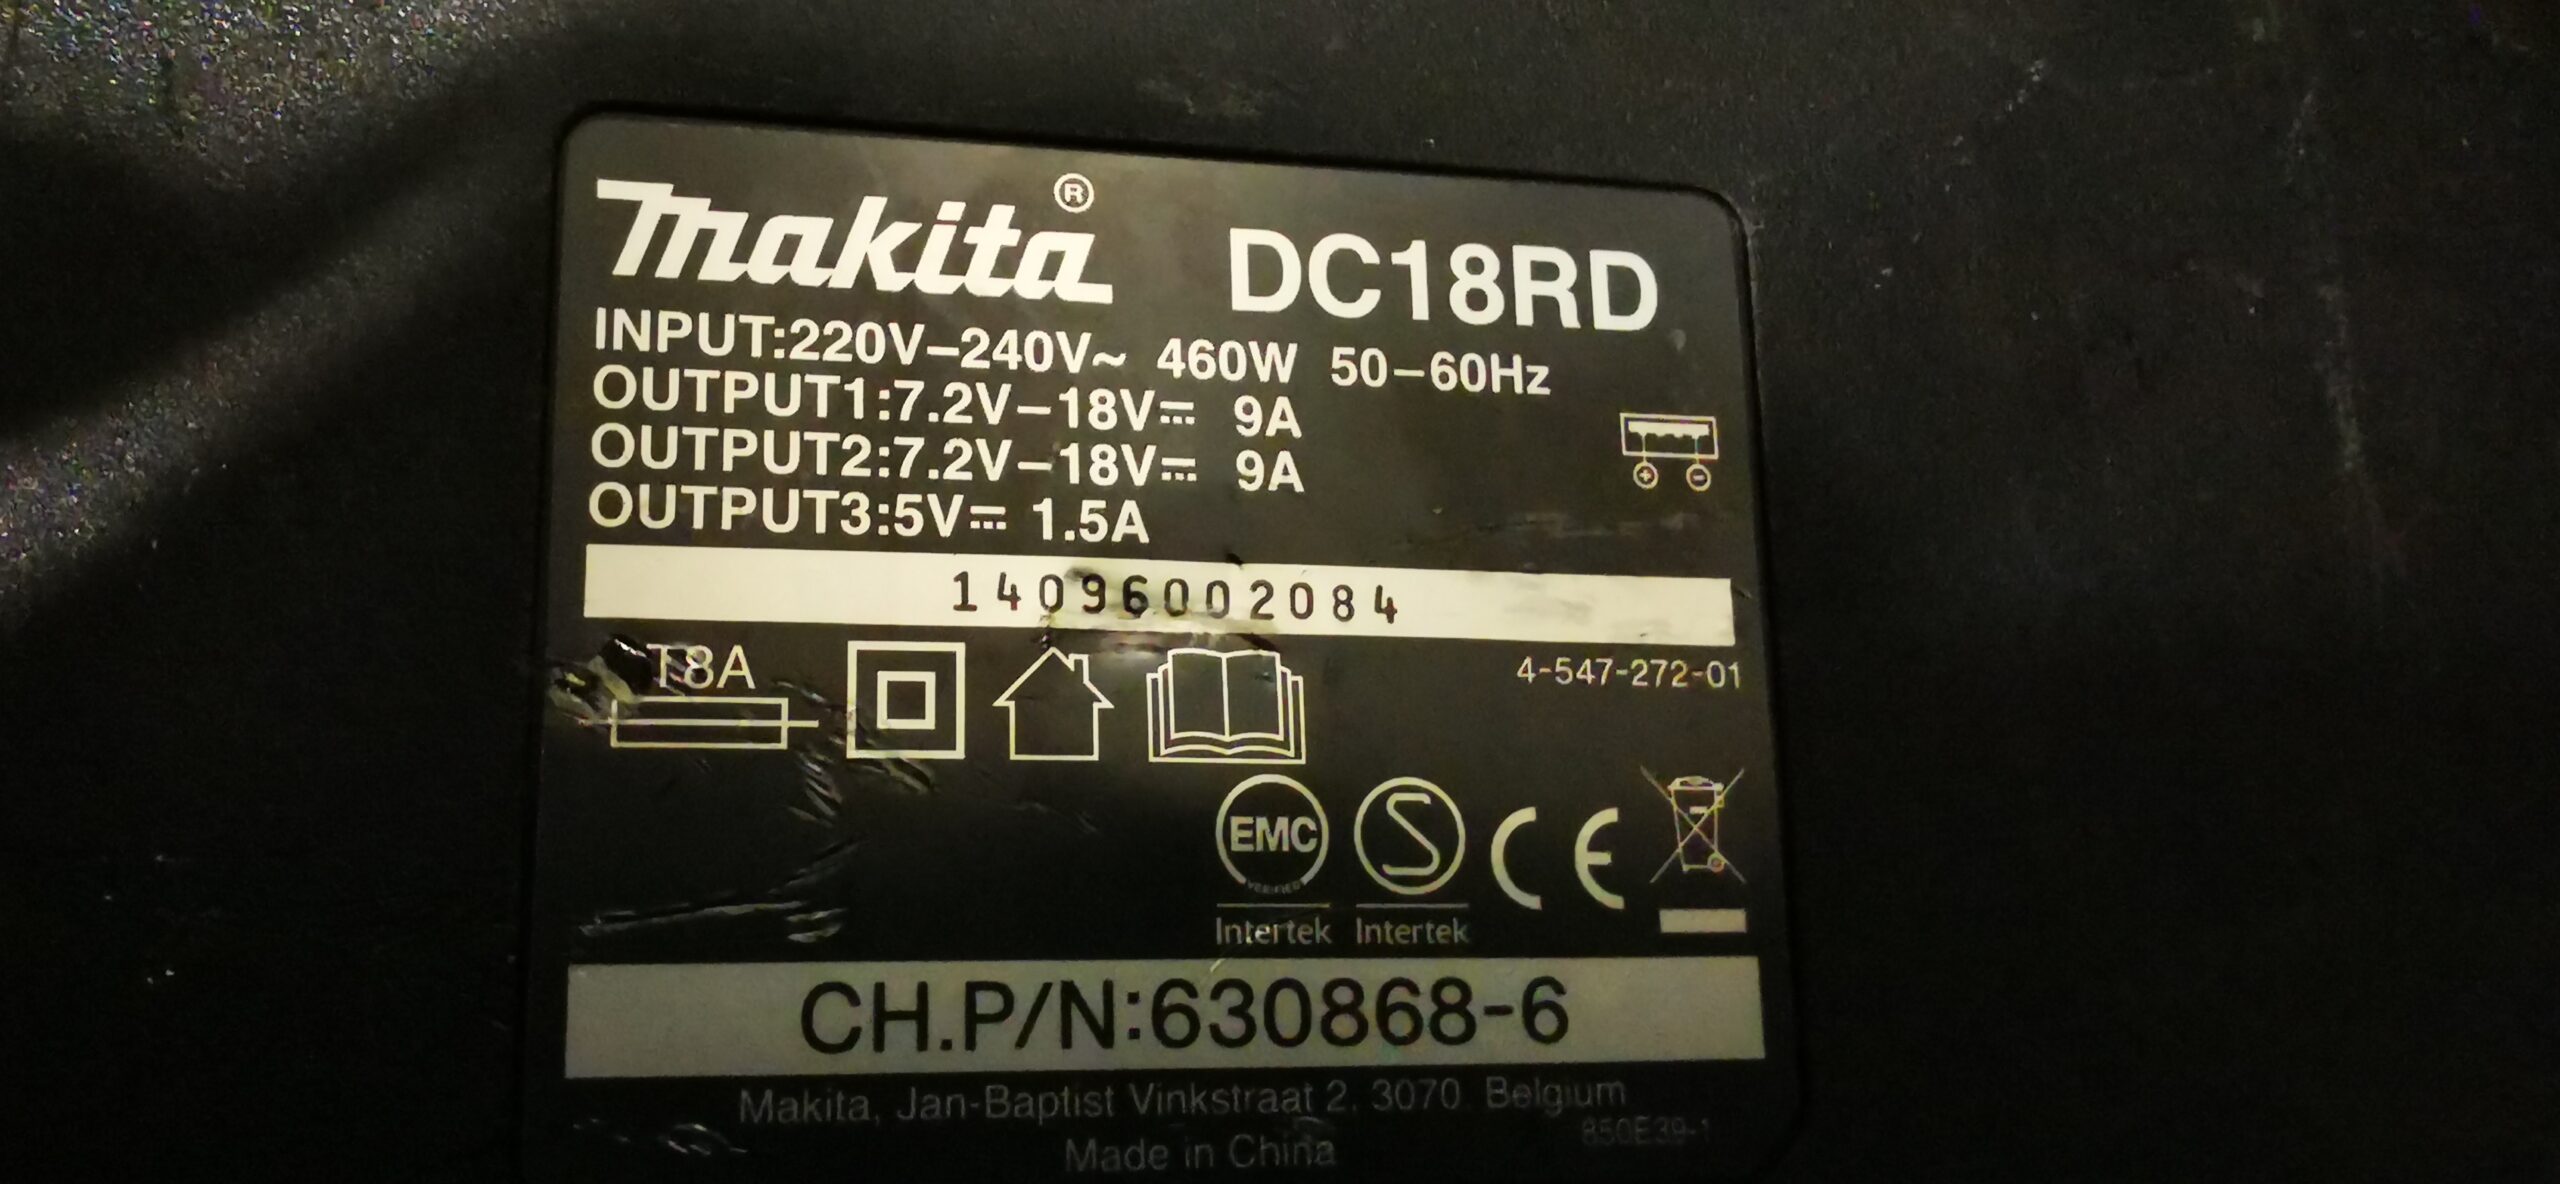 makita® DC18RD
INPUT:220V–240V~ 460W 50–60Hz
OUTPUT1:7.2V–18V⎓ 9A
OUTPUT2:7.2V–18V⎓ 9A
OUTPUT3:5V⎓ 1.5A
14096002084
4-547-272-01
T8A
EMC
VERIFIED
S
CE
Intertek Intertek
CH.P/N:630868-6
Makita, Jan-Baptist Vinkstraat 2, 3070, Belgium
850E39-1
Made in China